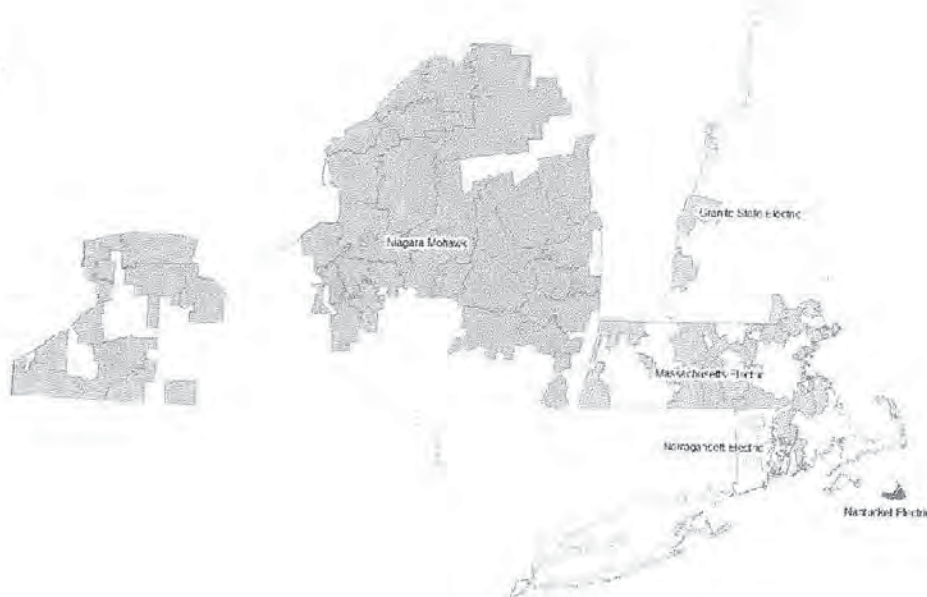 Granite State Electric
Niagara Mohawk
Massachusetts Electric
Narragansett Electric
Nantucket Electric